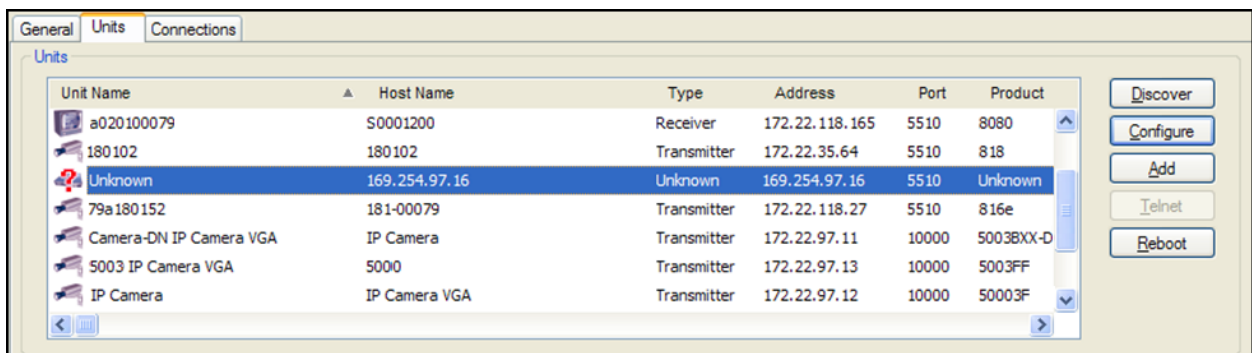 General Units Connections
Units
Unit Name Host Name Type Address Port Product
a020100079 S0001200 Receiver 172.22.118.165 5510 8080
180102 180102 Transmitter 172.22.35.64 5510 818
Unknown 169.254.97.16 Unknown 169.254.97.16 5510 Unknown
79a180152 181-00079 Transmitter 172.22.118.27 5510 816e
Camera-DN IP Camera VGA IP Camera Transmitter 172.22.97.11 10000 5003BXX-D
5003 IP Camera VGA 5000 Transmitter 172.22.97.13 10000 5003FF
IP Camera IP Camera VGA Transmitter 172.22.97.12 10000 50003F
Discover
Configure
Add
Telnet
Reboot